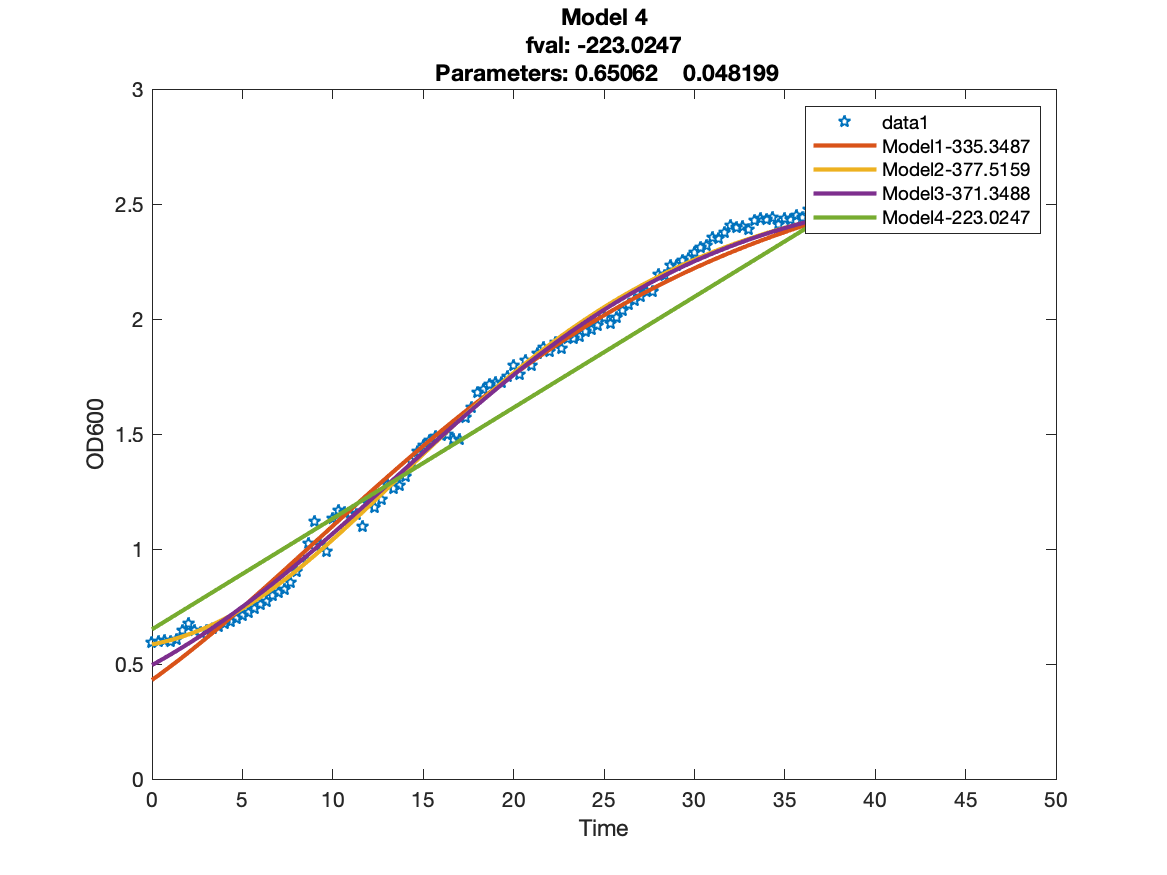 Model 4
fval: -223.0247
Parameters: 0.65062 0.048199
3
2.5
2
1.5
1
0.5
0
OD600
data1
Model1-335.3487
Model2-377.5159
Model3-371.3488
Model4-223.0247
0 5 10 15 20 25 30 35 40 45 50
Time